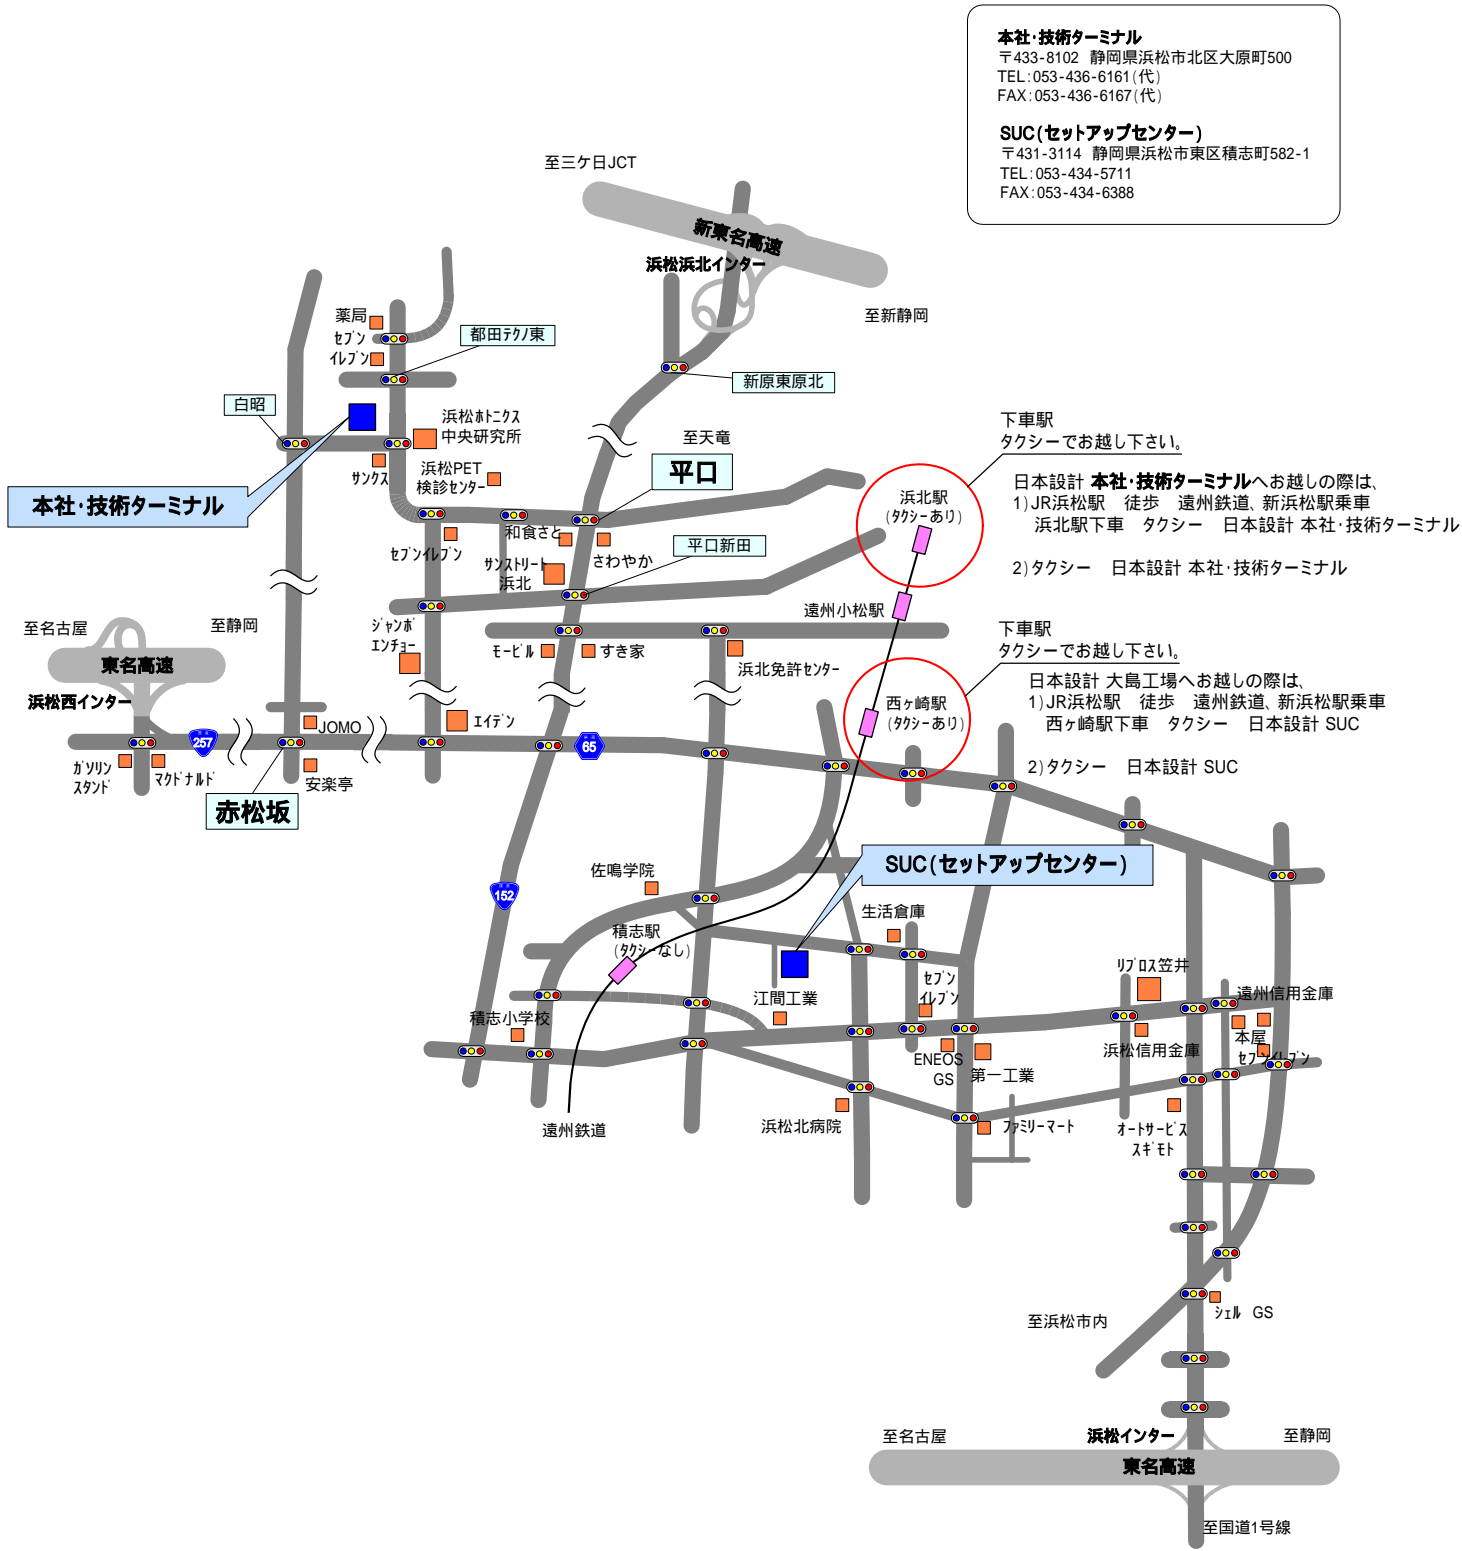 本社･技術ターミナル
〒433-8102 静岡県浜松市北区大原町500
TEL:053-436-6161(代)
FAX:053-436-6167(代)
SUC(セットアップセンター)
〒431-3114 静岡県浜松市東区積志町582-1
TEL:053-434-5711
FAX:053-434-6388
至三ケ日JCT
新東名高速
浜松浜北インター
至新静岡
薬局
ｾﾌﾞﾝ
ｲﾚﾌﾞﾝ
都田ﾃｸﾉ東
新原東原北
白昭
浜松ﾎﾄﾆｸｽ
中央研究所
ｻﾝｸｽ
浜松PET
検診ｾﾝﾀｰ
至天竜
平口
本社･技術ターミナル
和食さと
ｾﾌﾞﾝｲﾚﾌﾞﾝ
ｻﾝｽﾄﾘｰﾄ
浜北
さわやか
平口新田
浜北駅
(ﾀｸｼｰあり)
下車駅
タクシーでお越し下さい。
日本設計 本社･技術ターミナルへお越しの際は、
1)JR浜松駅 徒歩 遠州鉄道、新浜松駅乗車
浜北駅下車 タクシー 日本設計 本社･技術ターミナル
2)タクシー 日本設計 本社･技術ターミナル
遠州小松駅
至名古屋
至静岡
東名高速
浜松西インター
ｼﾞｬﾝﾎﾞ
ｴﾝﾁｮｰ
モービル
すき家
浜北免許ｾﾝﾀｰ
下車駅
タクシーでお越し下さい。
日本設計 大島工場へお越しの際は、
1)JR浜松駅 徒歩 遠州鉄道、新浜松駅乗車
西ヶ崎駅下車 タクシー 日本設計 SUC
2)タクシー 日本設計 SUC
西ヶ崎駅
(ﾀｸｼｰあり)
257
JOMO
ｴｲﾃﾞﾝ
65
ｶﾞｿﾘﾝ
ｽﾀﾝﾄﾞ
ﾏｸﾄﾞﾅﾙﾄﾞ
安楽亭
赤松坂
SUC(セットアップセンター)
佐鳴学院
152
生活倉庫
積志駅
(ﾀｸｼｰなし)
ｾﾌﾞﾝ
ｲﾚﾌﾞﾝ
ﾘﾌﾞﾛｽ笠井
江間工業
遠州信用金庫
積志小学校
本屋
ｾﾌﾞﾝｲﾚﾌﾞﾝ
浜松信用金庫
ENEOS
GS
第一工業
遠州鉄道
浜松北病院
ﾌｧﾐﾘｰﾏｰﾄ
ｵｰﾄｻｰﾋﾞｽ
ｽｷﾞﾓﾄ
至浜松市内
ｼｪﾙ GS
至名古屋
浜松インター
至静岡
東名高速
至国道1号線